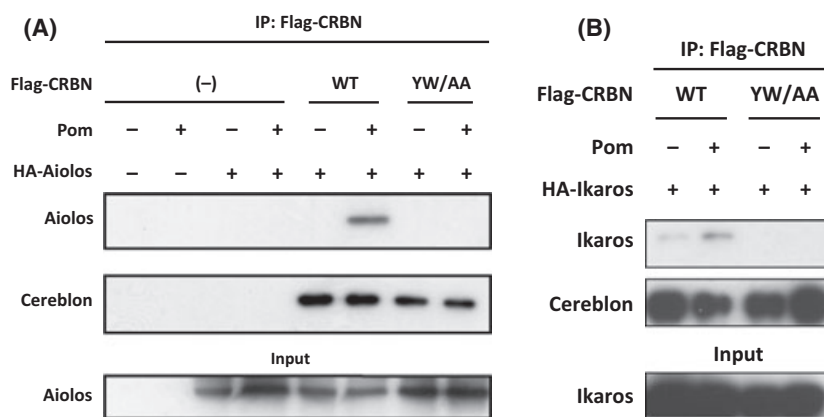 (A)
IP: Flag-CRBN
Flag-CRBN (–) WT YW/AA
Pom – + – + – + – +
HA-Aiolos – – + + + + + +
Aiolos
Cereblon
Input
Aiolos
(B)
IP: Flag-CRBN
Flag-CRBN WT YW/AA
Pom – + – +
HA-Ikaros + + + +
Ikaros
Cereblon
Input
Ikaros